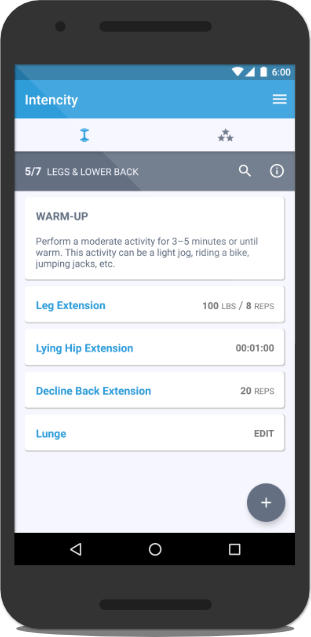 6:00
Intencity
5/7 LEGS & LOWER BACK
WARM-UP
Perform a moderate activity for 3–5 minutes or until
warm. This activity can be a light jog, riding a bike,
jumping jacks, etc.
Leg Extension 100 LBS / 8 REPS
Lying Hip Extension 00:01:00
Decline Back Extension 20 REPS
Lunge EDIT